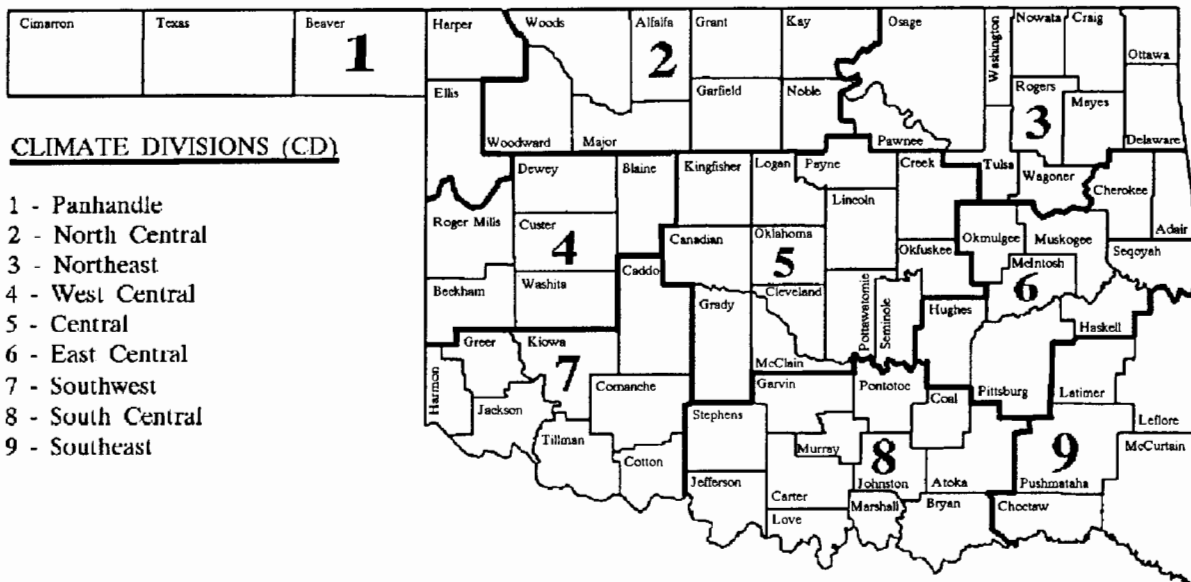 Cimarron
Texas
Beaver
1
Harper
Woods
Alfalfa
2
Grant
Kay
Osage
Washington
Nowata
Craig
Ottawa
Ellis
Woodward
Major
Garfield
Noble
Pawnee
Rogers
3
Mayes
Delaware
CLIMATE DIVISIONS (CD)
1 - Panhandle
2 - North Central
3 - Northeast
4 - West Central
5 - Central
6 - East Central
7 - Southwest
8 - South Central
9 - Southeast
Dewey
Blaine
Kingfisher
Logan
Payne
Creek
Tulsa
Wagoner
Cherokee
Adair
Roger Mills
Custer
4
Canadian
Oklahoma
5
Lincoln
Okfuskee
Okmulgee
Muskogee
Seqoyah
Beckham
Washita
Caddo
Grady
Cleveland
Pottawatomie
Seminole
Hughes
McIntosh
6
Haskell
Harmon
Greer
Kiowa
7
Comanche
McClain
Garvin
Pontotoc
Coal
Pittsburg
Latimer
Leflore
Jackson
Tillman
Cotton
Stephens
Jefferson
Murray
Carter
Love
8
Johnston
Marshall
Atoka
Bryan
9
Pushmataha
Choctaw
McCurtain